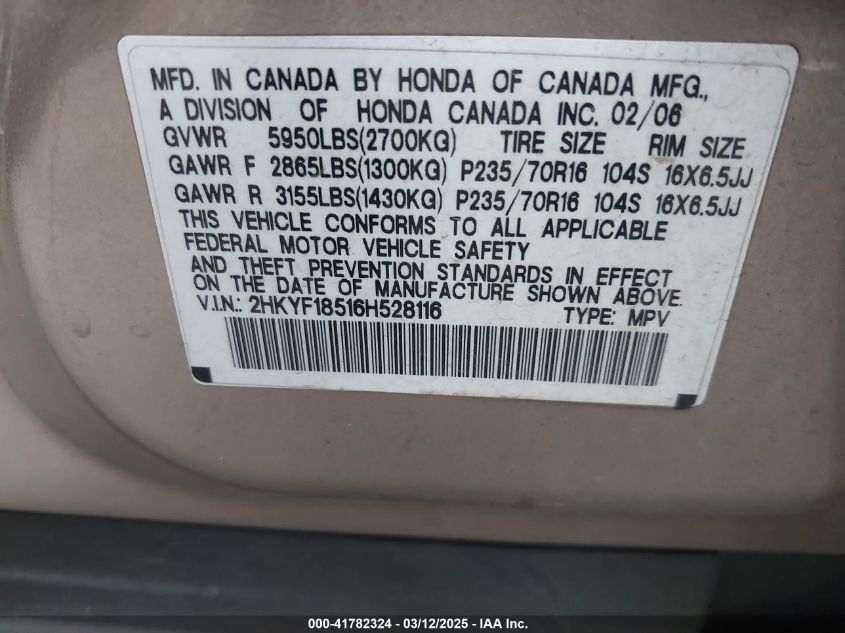 MFD. IN CANADA BY HONDA OF CANADA MFG.,
A DIVISION OF HONDA CANADA INC. 02/06
GVWR 5950LBS(2700KG) TIRE SIZE RIM SIZE
GAWR F 2865LBS(1300KG) P235/70R16 104S 16X6.5JJ
GAWR R 3155LBS(1430KG) P235/70R16 104S 16X6.5JJ
THIS VEHICLE CONFORMS TO ALL APPLICABLE
FEDERAL MOTOR VEHICLE SAFETY
AND THEFT PREVENTION STANDARDS IN EFFECT
ON THE DATE OF MANUFACTURE SHOWN ABOVE.
V.I.N.: 2HKYF18516H528116 TYPE: MPV
000-41782324 - 03/12/2025 - IAA Inc.